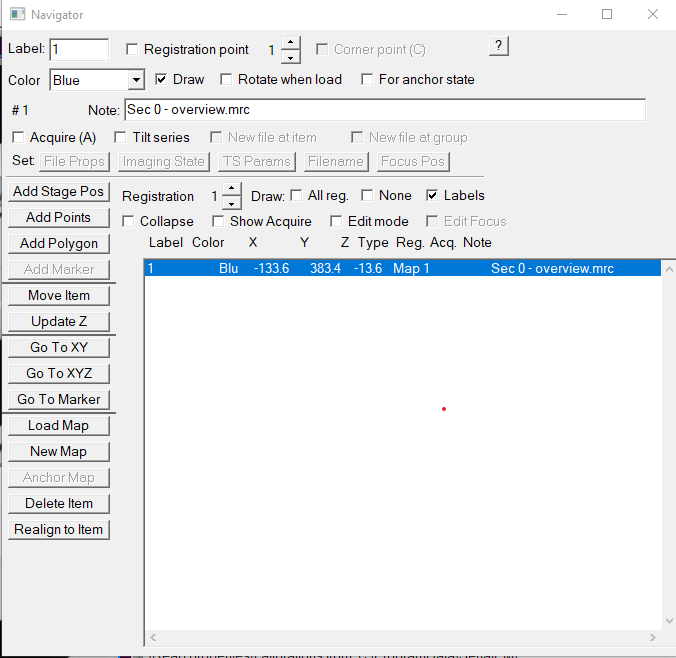 Navigator
Label: 1 Registration point 1 Corner point (C) ?
Color Blue Draw Rotate when load For anchor state
# 1 Note: Sec 0 - overview.mrc
Acquire (A) Tilt series New file at item New file at group
Set: File Props Imaging State TS Params Filename Focus Pos
Add Stage Pos Registration 1 Draw: All reg. None Labels
Add Points Collapse Show Acquire Edit mode Edit Focus
Add Polygon Label Color X Y Z Type Reg. Acq. Note
Add Marker 1 Blu -133.6 383.4 -13.6 Map 1 Sec 0 - overview.mrc
Move Item
Update Z
Go To XY
Go To XYZ
Go To Marker
Load Map
New Map
Anchor Map
Delete Item
Realign to Item